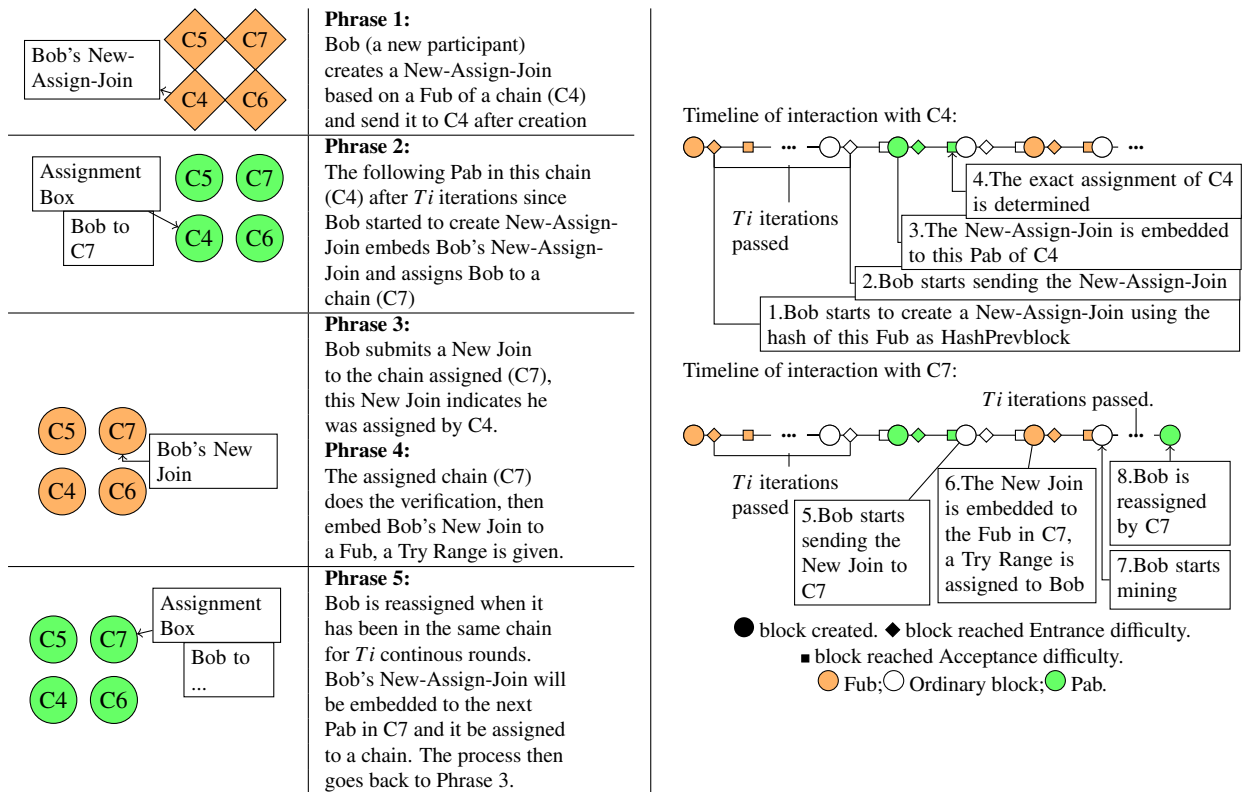 C5 C7
C4 C6
Bob's New-
Assign-Join
Phrase 1:
Bob (a new participant)
creates a New-Assign-Join
based on a Fub of a chain (C4)
and send it to C4 after creation
Assignment
Box
Bob to
C7
C5 C7
C4 C6
Phrase 2:
The following Pab in this chain
(C4) after Ti iterations since
Bob started to create New-Assign-
Join embeds Bob's New-Assign-
Join and assigns Bob to a
chain (C7)
C5 C7
C4 C6
Bob's New
Join
Phrase 3:
Bob submits a New Join
to the chain assigned (C7),
this New Join indicates he
was assigned by C4.
Phrase 4:
The assigned chain (C7)
does the verification, then
embed Bob's New Join to
a Fub, a Try Range is given.
C5 C7
C4 C6
Assignment
Box
Bob to
...
Phrase 5:
Bob is reassigned when it
has been in the same chain
for Ti continous rounds.
Bob's New-Assign-Join will
be embedded to the next
Pab in C7 and it be assigned
to a chain. The process then
goes back to Phrase 3.
Timeline of interaction with C4:
... ...
Ti iterations
passed
4.The exact assignment of C4
is determined
3.The New-Assign-Join is embedded
to this Pab of C4
2.Bob starts sending the New-Assign-Join
1.Bob starts to create a New-Assign-Join using the
hash of this Fub as HashPrevblock
Timeline of interaction with C7:
Ti iterations passed.
... ...
Ti iterations
passed
5.Bob starts
sending the
New Join to
C7
6.The New Join
is embedded to
the Fub in C7,
a Try Range is
assigned to Bob
8.Bob is
reassigned
by C7
7.Bob starts
mining
block created. block reached Entrance difficulty.
block reached Acceptance difficulty.
Fub; Ordinary block; Pab.